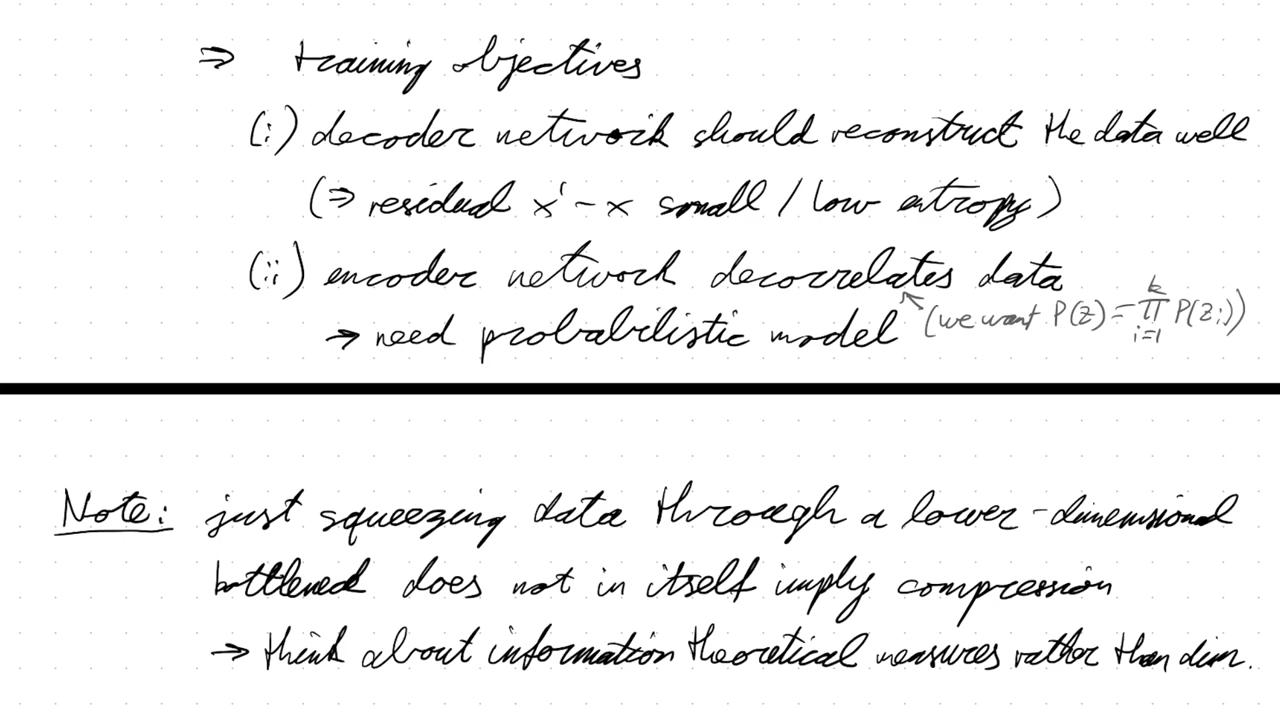 ⇒ training objectives
(i) decoder network should reconstruct the data well
(⇒ residual x' - x small / low entropy)
(ii) encoder network decorrelates data
(we want P(z) = ∏_{i=1}^{k} P(z_i))
→ need probabilistic model
Note: just squeezing data through a lower-dimensional
bottleneck does not in itself imply compression
→ think about information theoretical measures rather than dim.